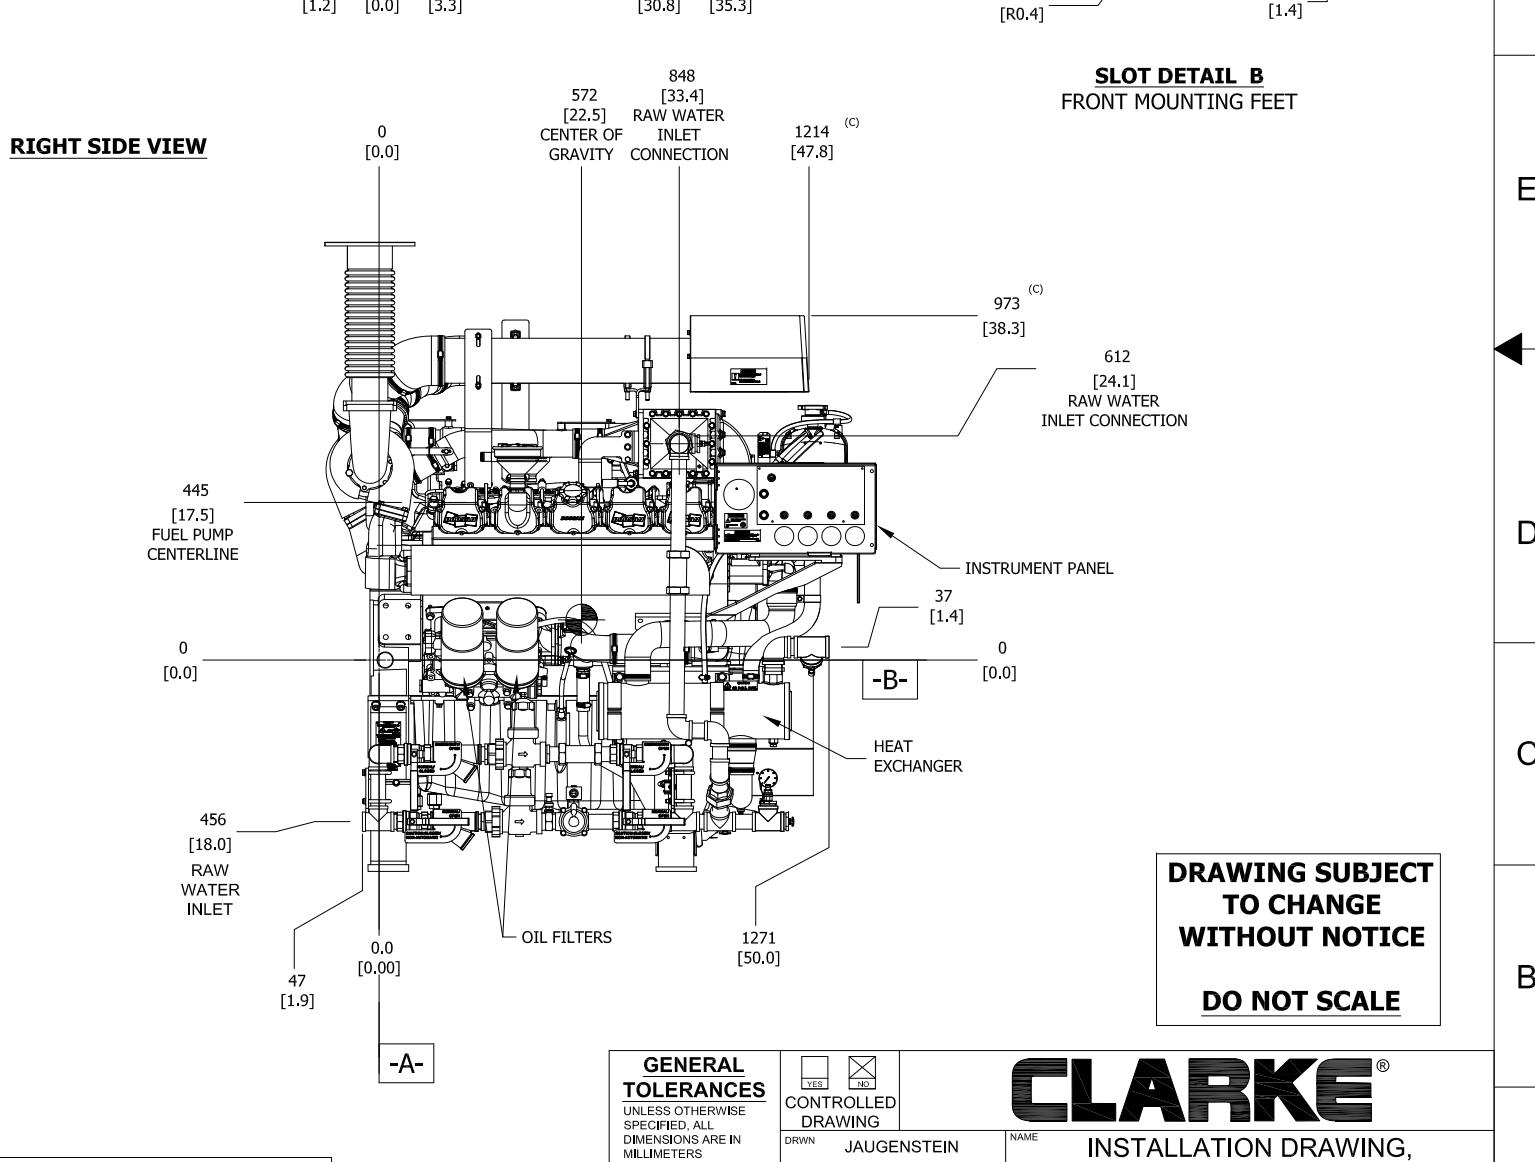 [1.2] [0.0] [3.3]
[30.8] [35.3]
[R0.4]
[1.4]
SLOT DETAIL B
FRONT MOUNTING FEET
RIGHT SIDE VIEW
0
[0.0]
572
[22.5]
CENTER OF
GRAVITY
848
[33.4]
RAW WATER
INLET
CONNECTION
1214 (C)
[47.8]
E
973 (C)
[38.3]
612
[24.1]
RAW WATER
INLET CONNECTION
445
[17.5]
FUEL PUMP
CENTERLINE
D
INSTRUMENT PANEL
37
[1.4]
0
[0.0]
0
[0.0]
-B-
HEAT
EXCHANGER
C
456
[18.0]
RAW
WATER
INLET
OIL FILTERS
1271
[50.0]
0.0
[0.00]
47
[1.9]
-A-
DRAWING SUBJECT
TO CHANGE
WITHOUT NOTICE
DO NOT SCALE
B
GENERAL
TOLERANCES
UNLESS OTHERWISE
SPECIFIED, ALL
DIMENSIONS ARE IN
MILLIMETERS
YES NO
CONTROLLED
DRAWING
CLARKE®
DRWN JAUGENSTEIN
NAME INSTALLATION DRAWING,